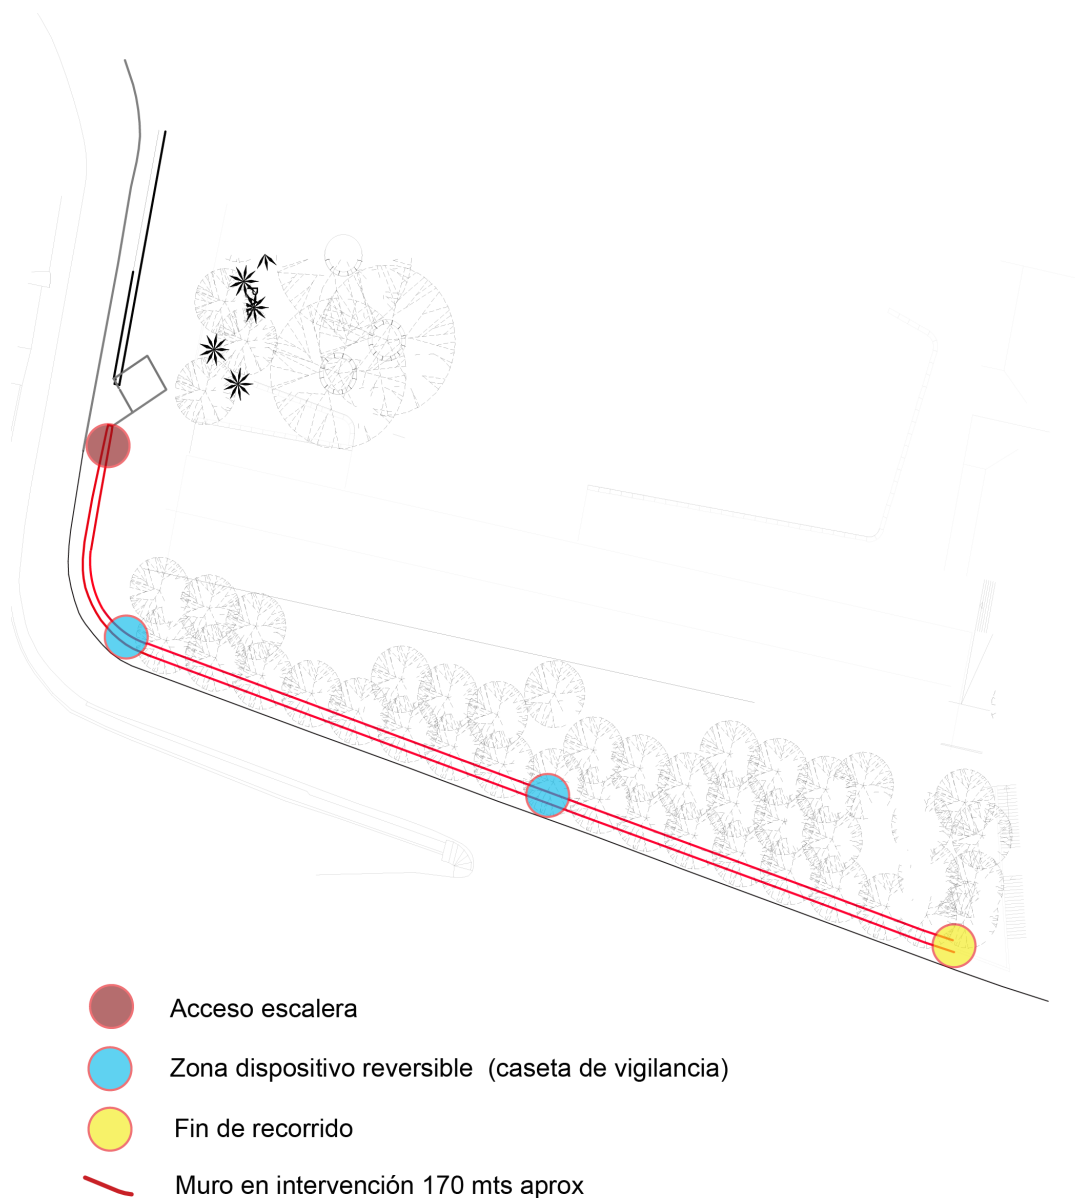 Acceso escalera
Zona dispositivo reversible (caseta de vigilancia)
Fin de recorrido
Muro en intervención 170 mts aprox